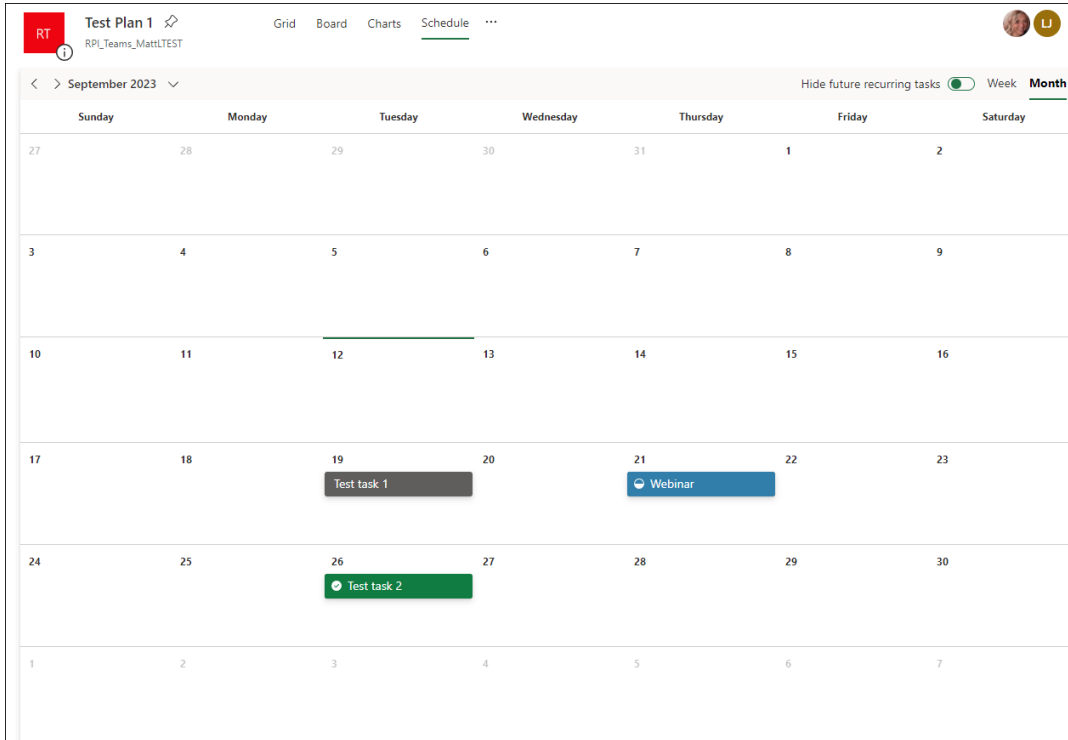 RT
Test Plan 1
RPI_Teams_MattLTEST
Grid Board Charts Schedule ···
LJ
September 2023
Hide future recurring tasks Week Month
Sunday Monday Tuesday Wednesday Thursday Friday Saturday
27 28 29 30 31 1 2
3 4 5 6 7 8 9
10 11 12 13 14 15 16
17 18 19 20 21 22 23
Test task 1 Webinar
24 25 26 27 28 29 30
Test task 2
1 2 3 4 5 6 7